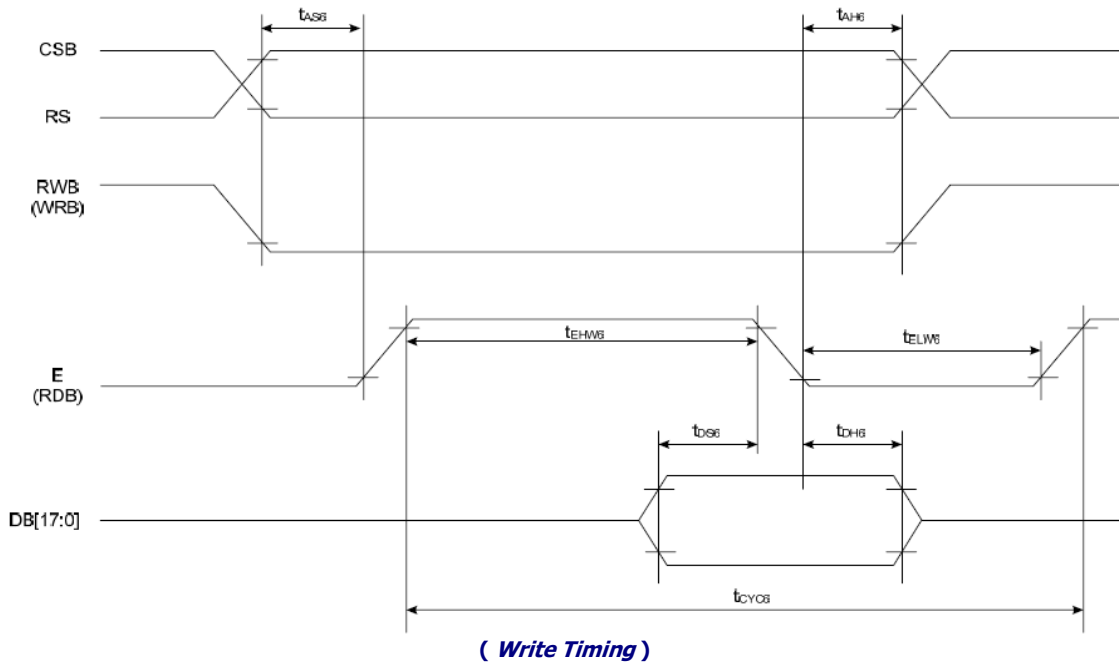 tAS6 tAH6
CSB
RS
RWB
(WRB)
tEHW6 tELW6
E
(RDB)
tDS6 tDH6
DB[17:0]
tCYC6
( Write Timing )